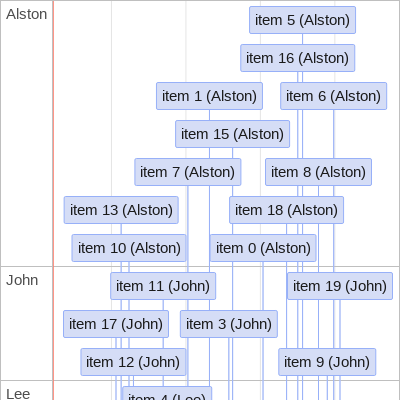 Alston
item 5 (Alston)
item 16 (Alston)
item 1 (Alston)
item 6 (Alston)
item 15 (Alston)
item 7 (Alston)
item 8 (Alston)
item 13 (Alston)
item 18 (Alston)
item 10 (Alston)
item 0 (Alston)
John
item 11 (John)
item 19 (John)
item 17 (John)
item 3 (John)
item 12 (John)
item 9 (John)
Lee
item 4 (Lee)